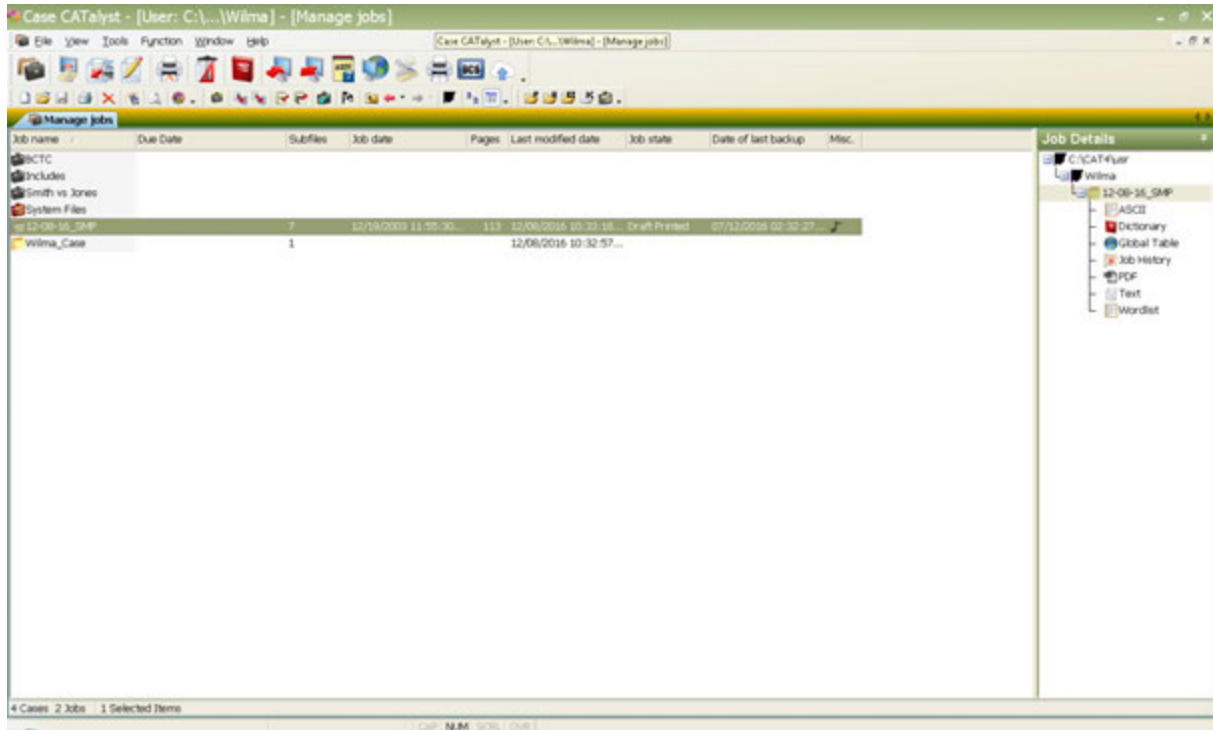 Case CATalyst - [User: C:\...\Wilma] - [Manage jobs]
File View Tools Function Window Help
Case CATalyst - [User: C:\...\Wilma] - [Manage jobs]
BCS
Manage jobs
Job name Due Date Subfiles Job date Pages Last modified date Job state Date of last backup Misc.
BCTC
Includes
Smith vs Jones
System Files
12-08-16_SMP 7 12/19/2003 11:55:30... 113 12/08/2016 10:33:18... Draft Printed 07/12/2016 02:32:27...
Wilma_Case 1 12/08/2016 10:32:57...
Job Details
C:\CAT4\usr
Wilma
12-08-16_SMP
ASCII
Dictionary
Global Table
Job History
PDF
Text
Wordlist
4 Cases 2 Jobs 1 Selected Items
CAP NUM SCRL OVR